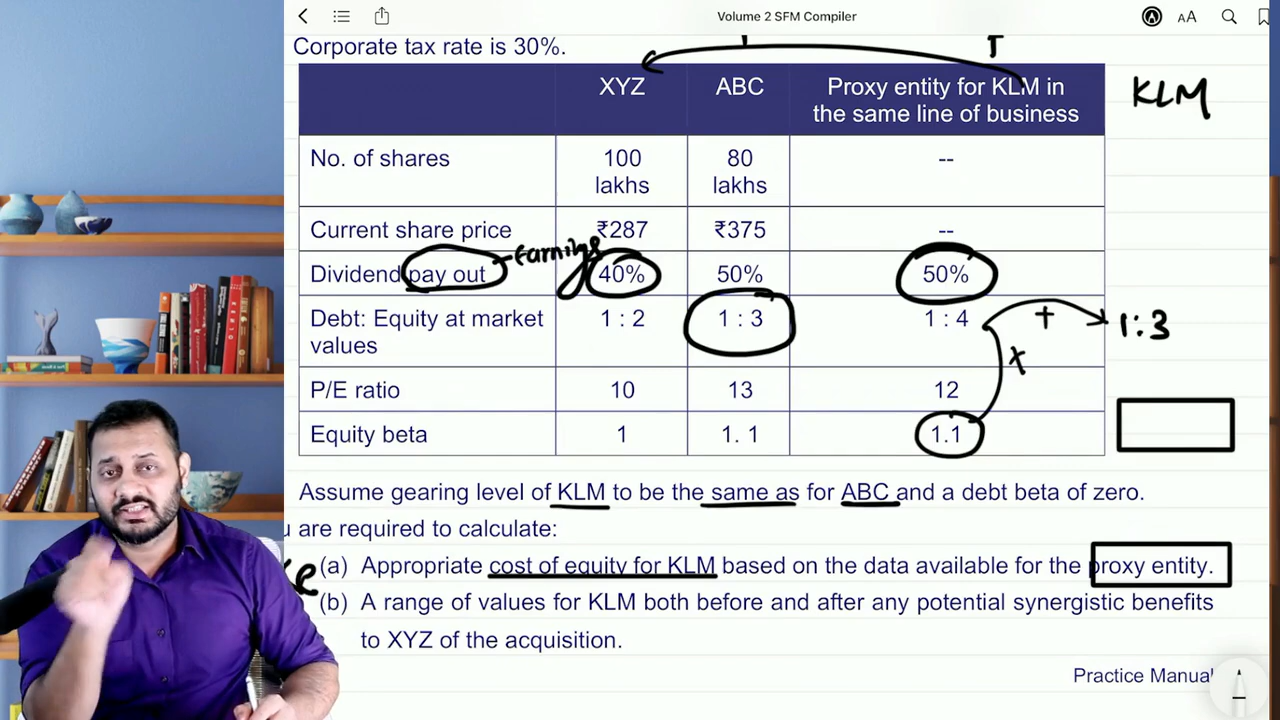 Volume 2 SFM Compiler
AA
Corporate tax rate is 30%.
XYZ ABC Proxy entity for KLM in the same line of business
KLM
No. of shares 100 lakhs 80 lakhs --
Current share price ₹287 ₹375 --
Earning
Dividend pay out 40% 50% 50%
Debt: Equity at market values 1 : 2 1 : 3 1 : 4
+ 1:3
P/E ratio 10 13 12
Equity beta 1 1. 1 1.1
Assume gearing level of KLM to be the same as for ABC and a debt beta of zero.
are required to calculate:
(a) Appropriate cost of equity for KLM based on the data available for the proxy entity.
(b) A range of values for KLM both before and after any potential synergistic benefits
to XYZ of the acquisition.
Practice Manual